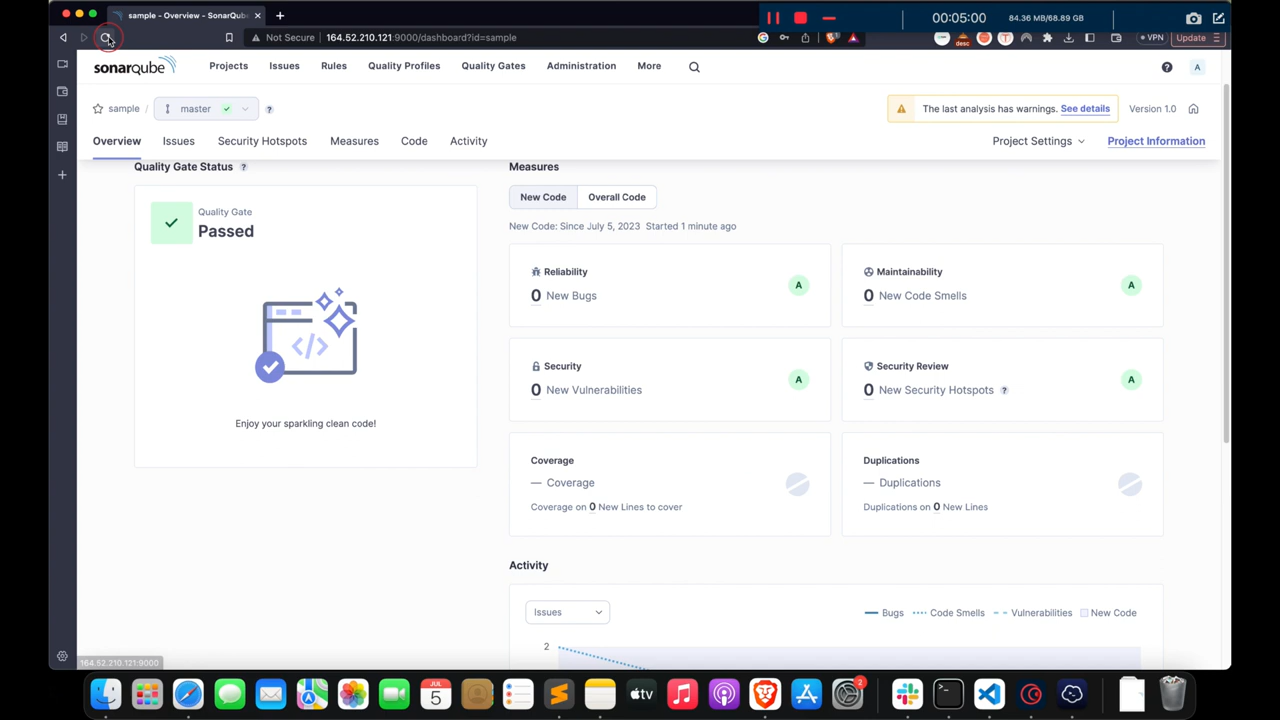 sample - Overview - SonarQube
00:05:00
84.36 MB/68.89 GB
Not Secure
164.52.210.121:9000/dashboard?id=sample
desc
VPN
Update
sonarqube
Projects
Issues
Rules
Quality Profiles
Quality Gates
Administration
More
A
sample /
master
The last analysis has warnings. See details
Version 1.0
Overview
Issues
Security Hotspots
Measures
Code
Activity
Project Settings
Project Information
Quality Gate Status
Quality Gate
Passed
Enjoy your sparkling clean code!
Measures
New Code
Overall Code
New Code: Since July 5, 2023 Started 1 minute ago
Reliability
0 New Bugs
A
Maintainability
0 New Code Smells
A
Security
0 New Vulnerabilities
A
Security Review
0 New Security Hotspots
A
Coverage
— Coverage
Coverage on 0 New Lines to cover
Duplications
— Duplications
Duplications on 0 New Lines
Activity
Issues
Bugs
Code Smells
Vulnerabilities
New Code
2
164.52.210.121:9000
JUL
5
tv
2